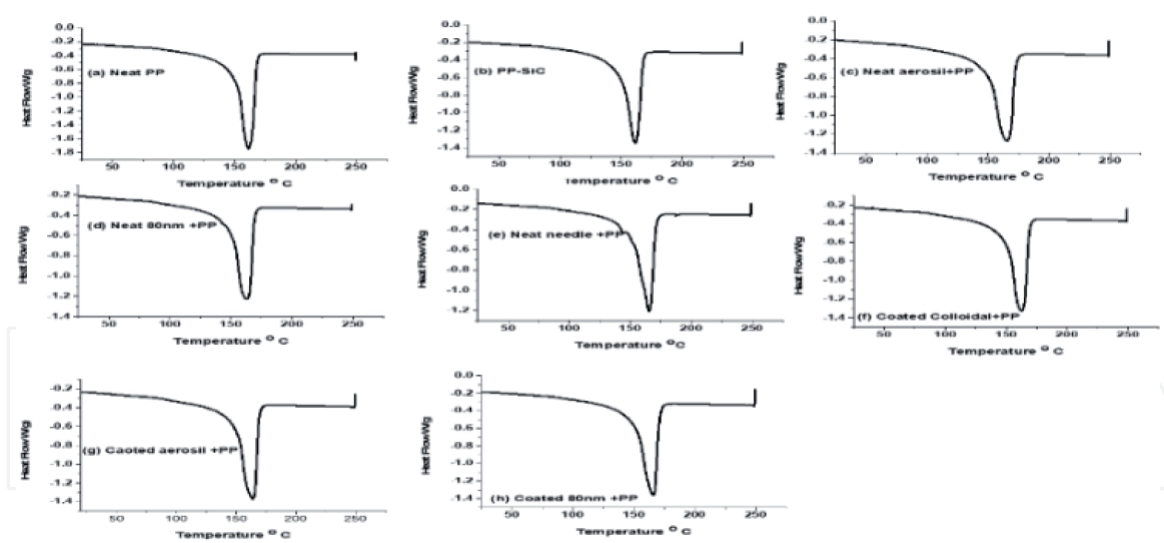 0.0
-0.2
-0.4
-0.6
-0.8
-1.0
-1.2
-1.4
-1.6
-1.8
Heat Flow Wg
(a) Neat PP
50 100 150 200 250
Temperature ° C
0.0
-0.2
-0.4
-0.6
-0.8
-1.0
-1.2
-1.4
Heat Flow Wg
(b) PP-SiC
50 100 150 200 250
Temperature ° C
0.0
-0.2
-0.4
-0.6
-0.8
-1.0
-1.2
-1.4
Heat Flow Wg
(c) Neat aerosil+PP
50 100 150 200 250
Temperature ° C
-0.2
-0.4
-0.6
-0.8
-1.0
-1.2
-1.4
Heat Flow Wg
(d) Neat 80nm +PP
50 100 150 200 250
Temperature ° C
0.0
-0.2
-0.4
-0.6
-0.8
-1.0
-1.2
Heat Flow Wg
(e) Neat needle +PP
50 100 150 200 250
Temperature ° C
-0.2
-0.4
-0.6
-0.8
-1.0
-1.2
-1.4
Heat Flow Wg
(f) Coated Colloidal+PP
50 100 150 200 250
Temperature ° C
-0.2
-0.4
-0.6
-0.8
-1.0
-1.2
-1.4
Heat Flow Wg
(g) Caoted aerosil +PP
50 100 150 200 250
Temperature ° C
0.0
-0.2
-0.4
-0.6
-0.8
-1.0
-1.2
-1.4
Heat Flow Wg
(h) Coated 80nm +PP
50 100 150 200 250
Temperature ° C